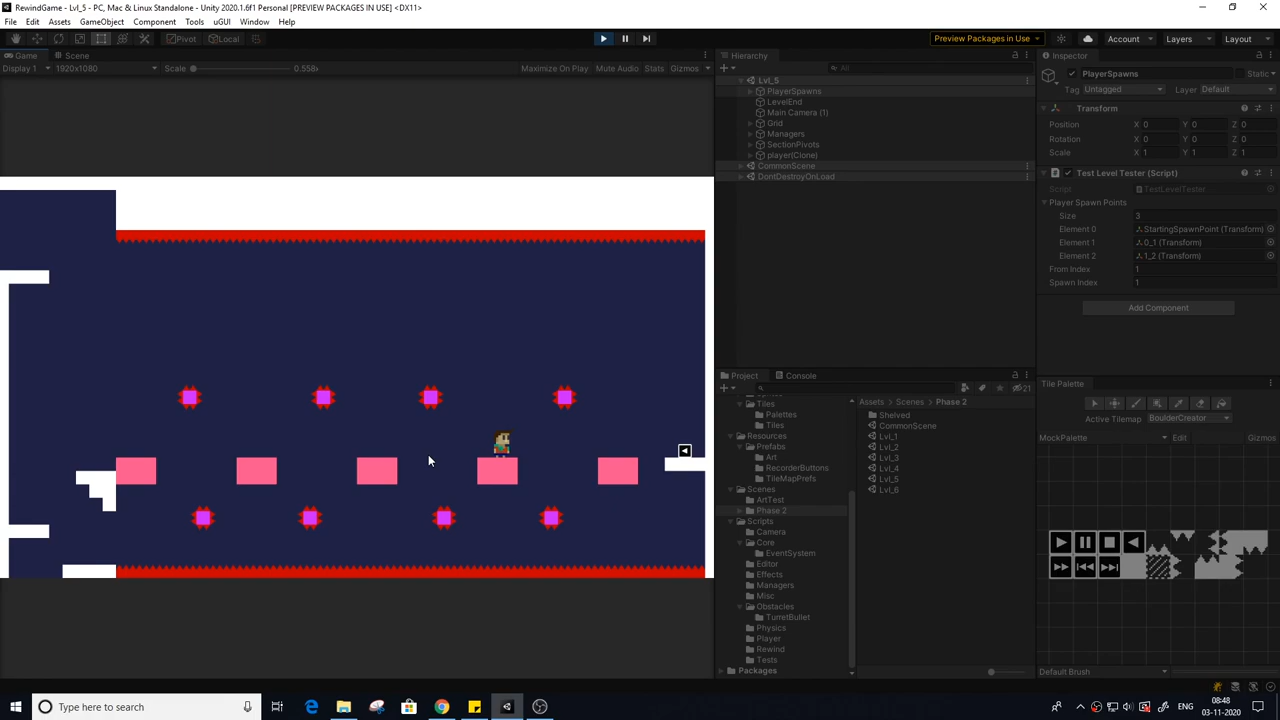 RewindGame - Lvl_5 - PC, Mac & Linux Standalone - Unity 2020.1.6f1 Personal [PREVIEW PACKAGES IN USE] <DX11>
File Edit Assets GameObject Component Tools uGUI Window Help
Pivot Local Preview Packages in Use Account Layers Layout
Game Scene
Display 1 1920x1080 Scale 0.558x Maximize On Play Mute Audio Stats Gizmos
Hierarchy
All
Lvl_5
PlayerSpawns
LevelEnd
Main Camera (1)
Grid
Managers
SectionPivots
player(Clone)
CommonScene
DontDestroyOnLoad
Inspector
PlayerSpawns Static
Tag Untagged Layer Default
Transform
Position X 0 Y 0 Z 0
Rotation X 0 Y 0 Z 0
Scale X 1 Y 1 Z 1
Test Level Tester (Script)
Script TestLevelTester
Player Spawn Points
Size 3
Element 0 StartingSpawnPoint (Transform)
Element 1 0_1 (Transform)
Element 2 1_2 (Transform)
From Index 1
Spawn Index 1
Add Component
Project Console
21
Tiles
Palettes
Tiles
Resources
Prefabs
Art
RecorderButtons
TileMapPrefs
Scenes
ArtTest
Phase 2
Scripts
Camera
Core
EventSystem
Editor
Effects
Managers
Misc
Obstacles
TurretBullet
Physics
Player
Rewind
Tests
Packages
Assets Scenes Phase 2
Shelved
CommonScene
Lvl_1
Lvl_2
Lvl_3
Lvl_4
Lvl_5
Lvl_6
Tile Palette
Active Tilemap BoulderCreator
MockPalette Edit Gizmos
Default Brush
Type here to search
08:48
03-11-2020